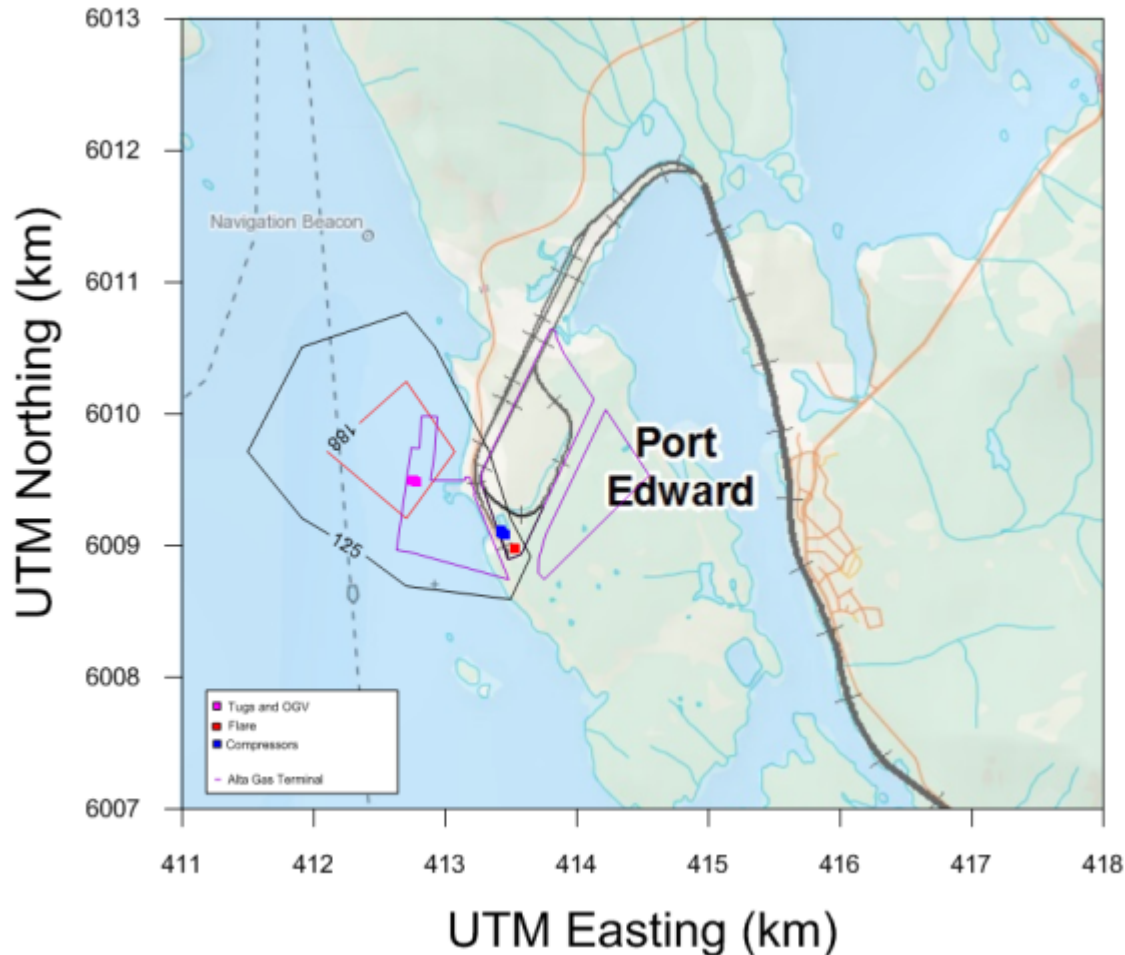 UTM Northing (km)
6013
6012
6011
6010
6009
6008
6007
Navigation Beacon
188
125
Port
Edward
Tugs and OGV
Flare
Compressors
Alta Gas Terminal
411 412 413 414 415 416 417 418
UTM Easting (km)